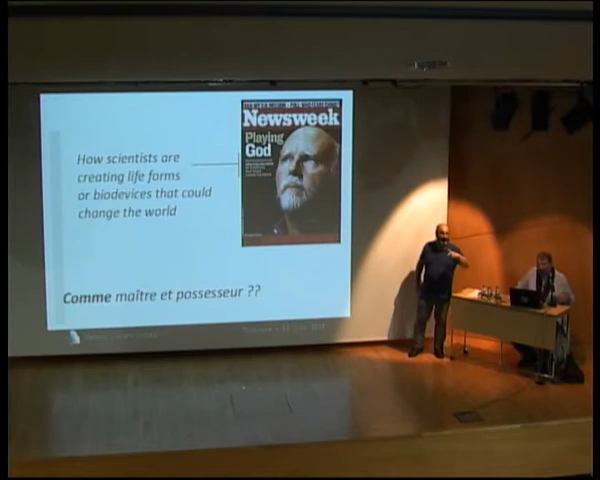 Newsweek
Playing
God
How scientists are
creating life forms
or biodevices that could
change the world
Comme maître et possesseur ??